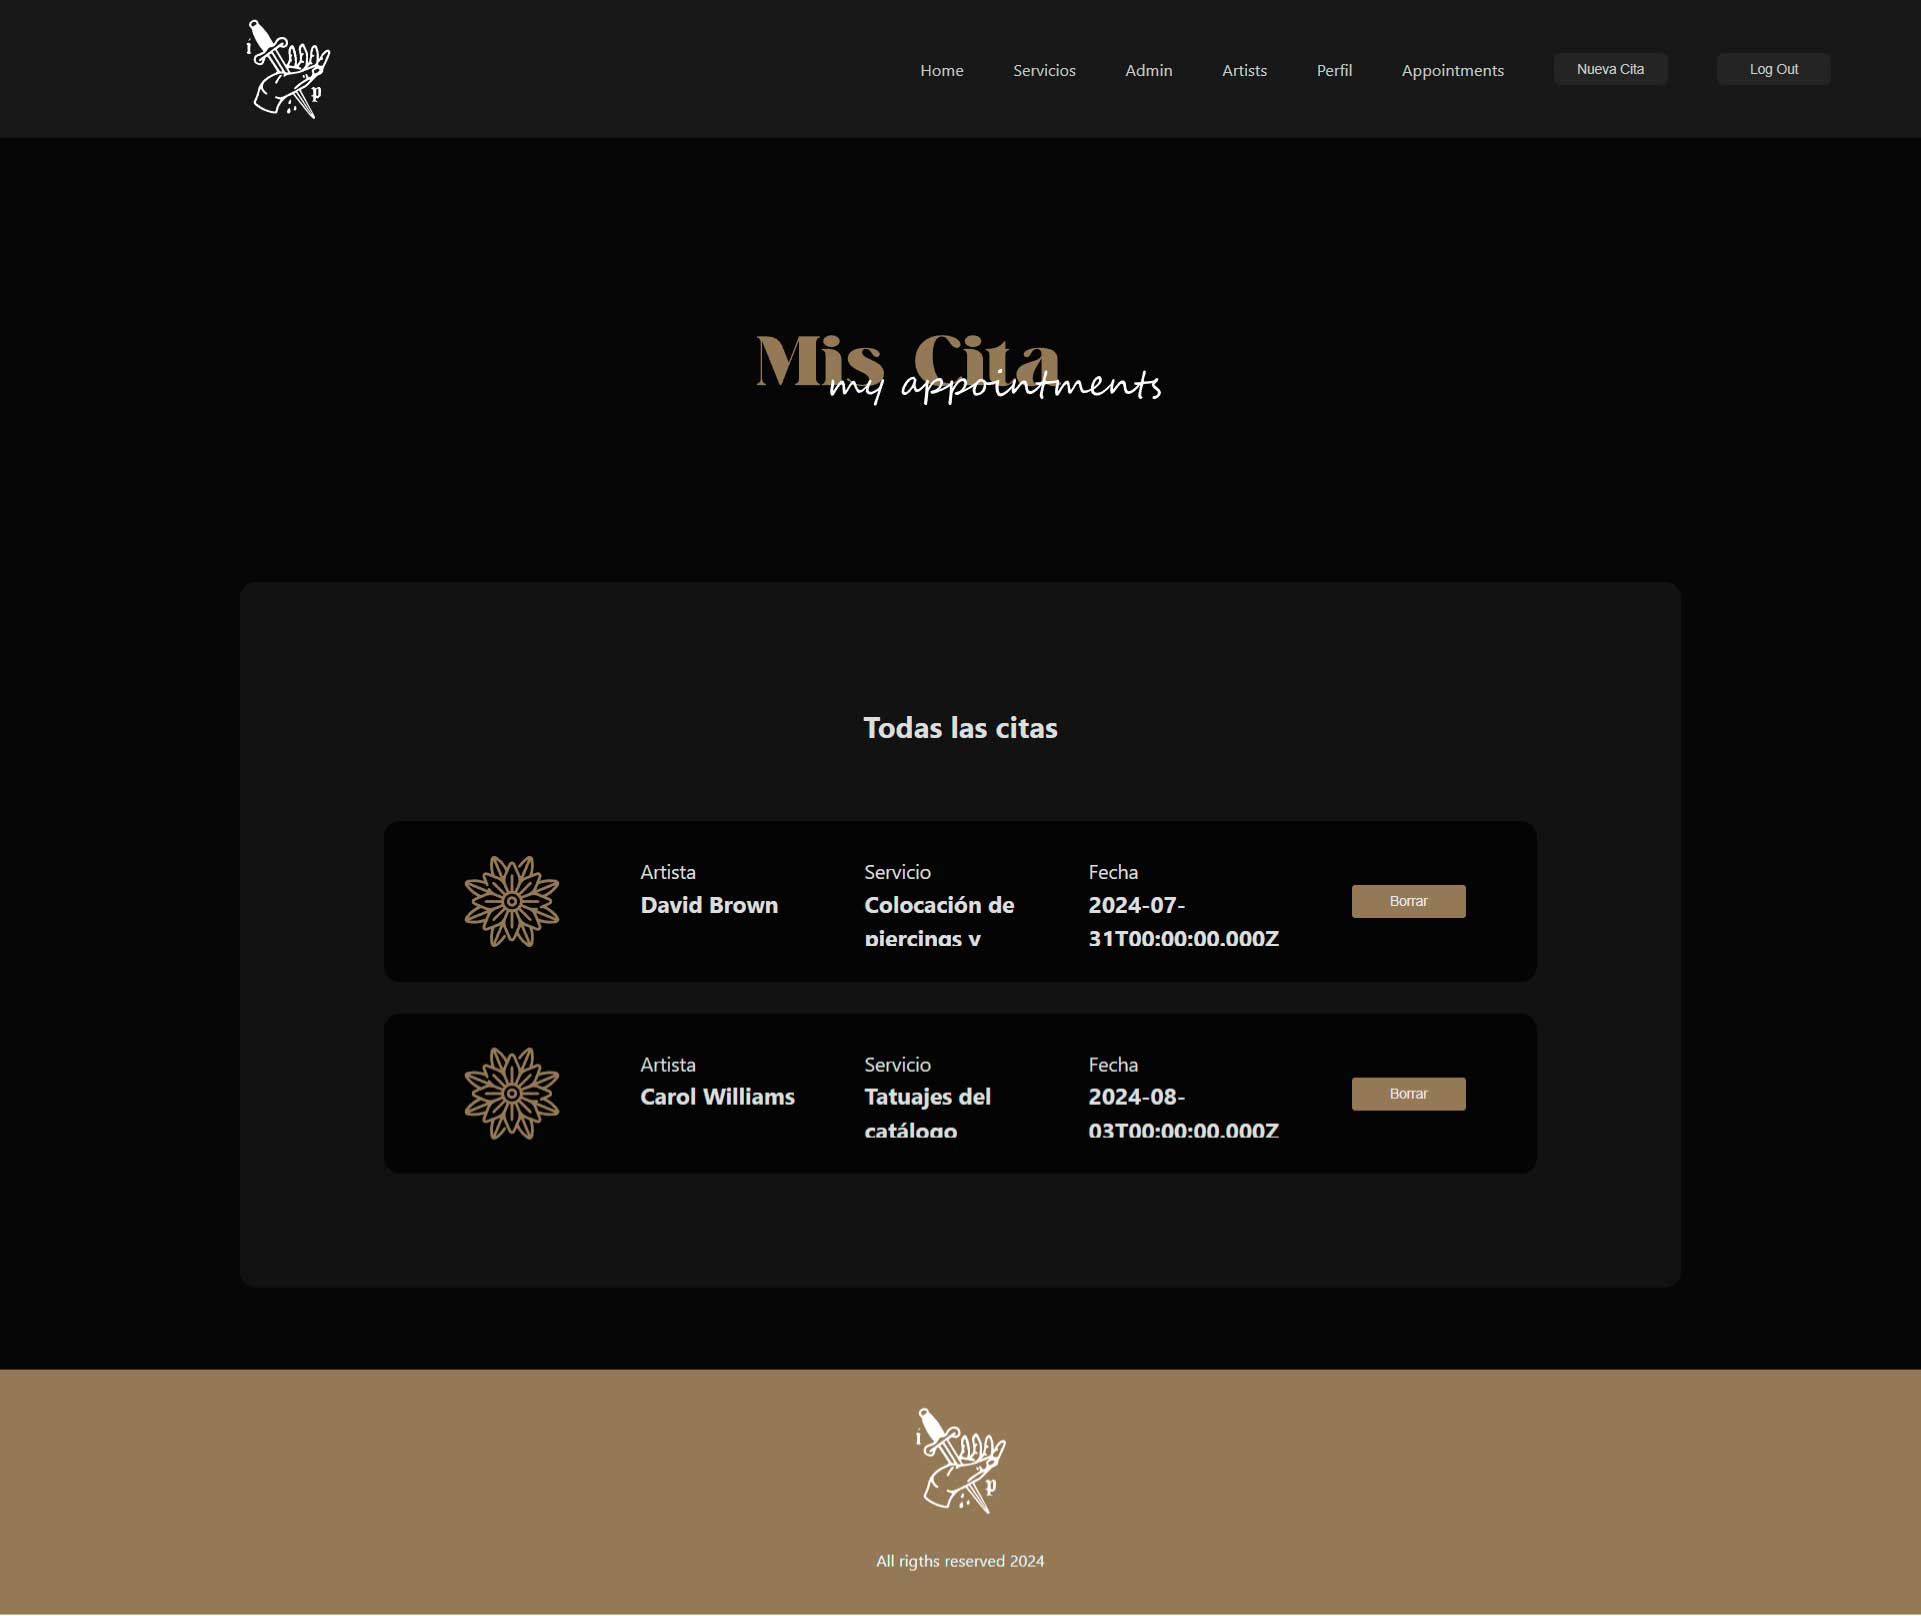 i
p
Home Servicios Admin Artists Perfil Appointments Nueva Cita Log Out
Mis Cita
my appointments
Todas las citas
Artista Servicio Fecha
David Brown Colocación de 2024-07- Borrar
piercings y 31T00:00:00.000Z
Artista Servicio Fecha
Carol Williams Tatuajes del 2024-08- Borrar
catálogo 03T00:00:00.000Z
i
p
All rigths reserved 2024